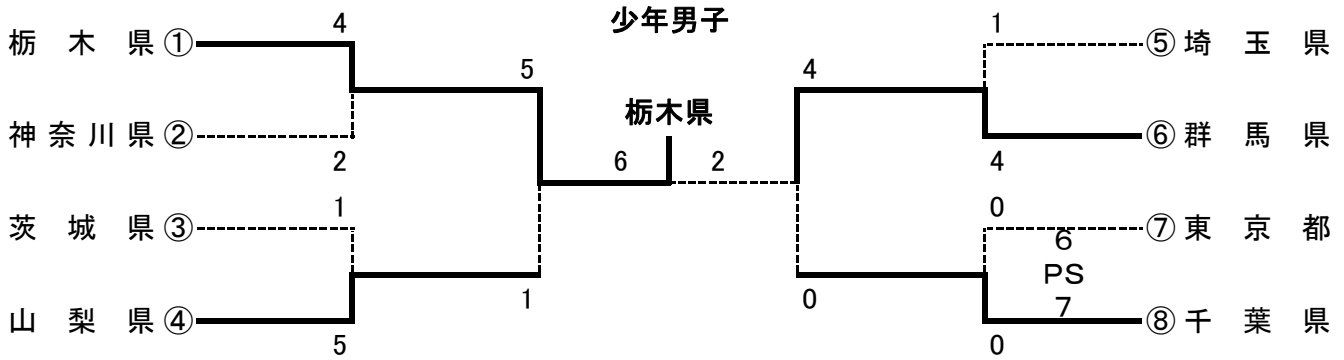 少年男子
4 1
栃木県① ⑤埼玉県
5 4
栃木県
神奈川県② ⑥群馬県
2 6 2 4
1 0
茨城県③ ⑦東京都
6
PS
1 0 7
山梨県④ ⑧千葉県
5 0